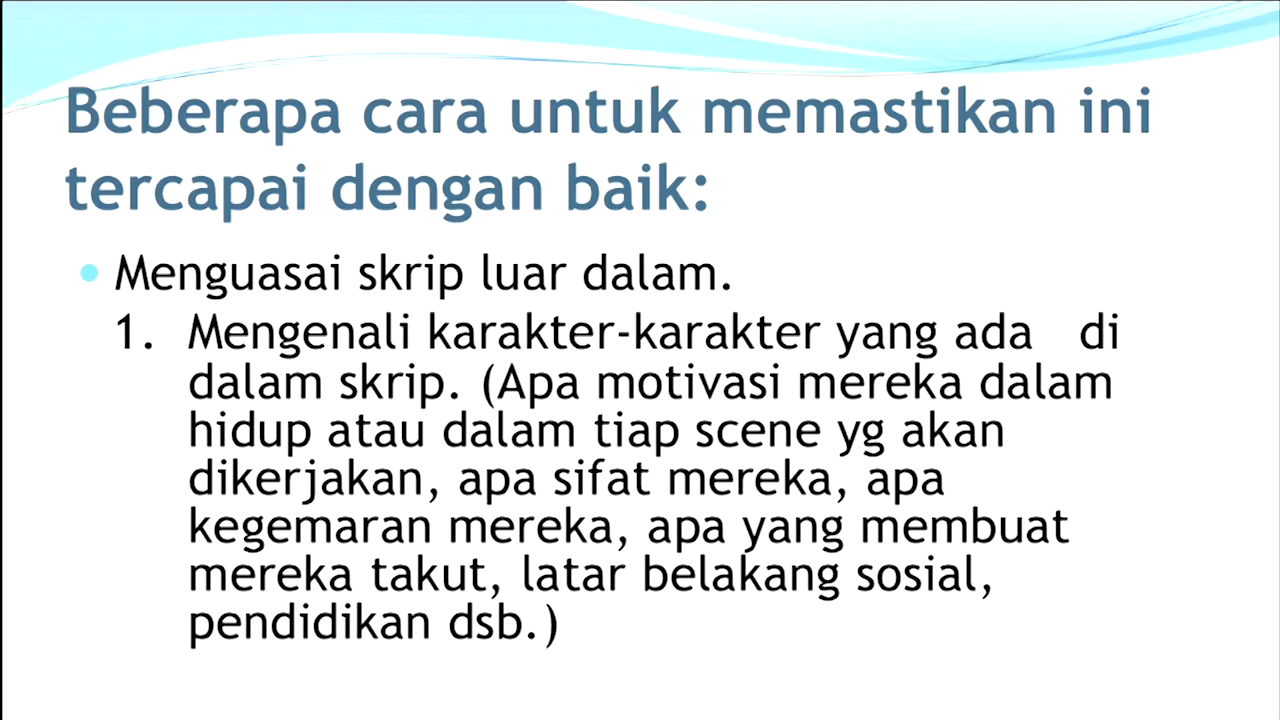 Beberapa cara untuk memastikan ini
tercapai dengan baik:
• Menguasai skrip luar dalam.
1. Mengenali karakter-karakter yang ada di
dalam skrip. (Apa motivasi mereka dalam
hidup atau dalam tiap scene yg akan
dikerjakan, apa sifat mereka, apa
kegemaran mereka, apa yang membuat
mereka takut, latar belakang sosial,
pendidikan dsb.)